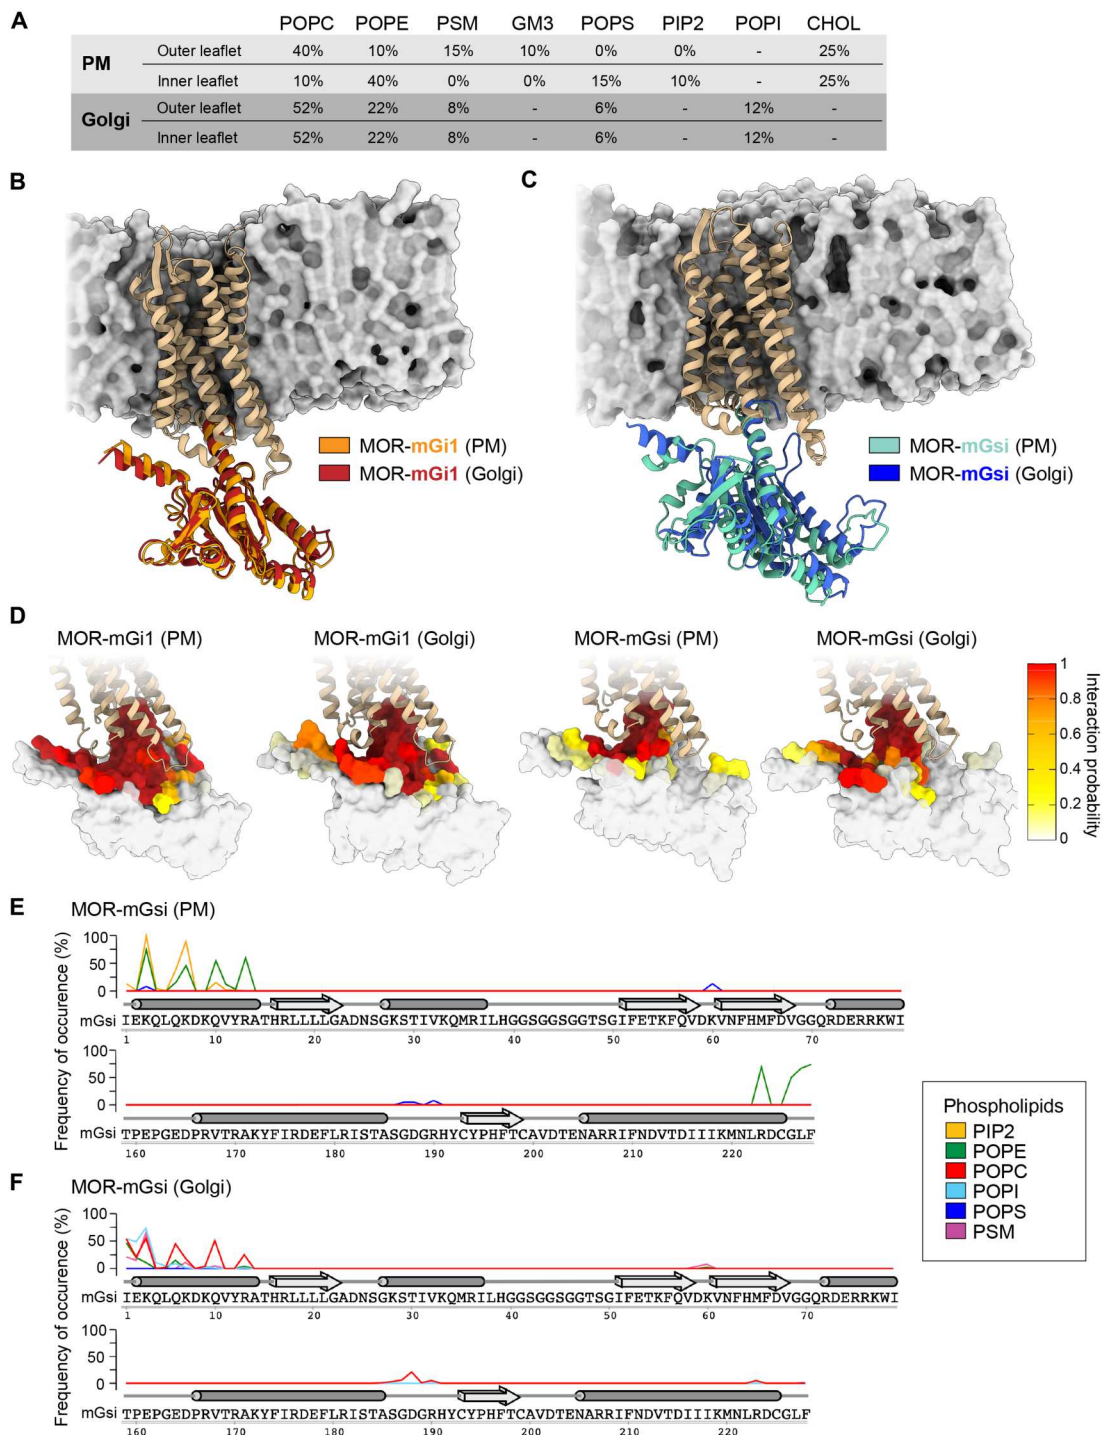 A
POPC POPE PSM GM3 POPS PIP2 POPI CHOL
PM
Outer leaflet 40% 10% 15% 10% 0% 0% - 25%
Inner leaflet 10% 40% 0% 0% 15% 10% - 25%
Golgi
Outer leaflet 52% 22% 8% - 6% - 12% -
Inner leaflet 52% 22% 8% - 6% - 12% -
B
MOR-mGi1 (PM)
MOR-mGi1 (Golgi)
C
MOR-mGsi (PM)
MOR-mGsi (Golgi)
D
MOR-mGi1 (PM) MOR-mGi1 (Golgi) MOR-mGsi (PM) MOR-mGsi (Golgi)
1
0.8
0.6
0.4
0.2
0
Interaction probability
E
MOR-mGsi (PM)
Frequency of occurence (%)
100
50
0
mGsi IEKQLQKDKQVYRATHRLLLLGADNSGKSTIVKQMRILHGGSGGSGGTSGIFETKFQVDKVNFHMFDVGGQRDERRKWI
1 10 20 30 40 50 60 70
100
50
0
mGsi TPEPGEDPRVTRAKYFIRDEFLRISTASGDGRHYCYPHFTCAVDTENARRIFNDVTDIIIKMNLRDCGLF
160 170 180 190 200 210 220
Phospholipids
PIP2
POPE
POPC
POPI
POPS
PSM
F
MOR-mGsi (Golgi)
Frequency of occurence (%)
100
50
0
mGsi IEKQLQKDKQVYRATHRLLLLGADNSGKSTIVKQMRILHGGSGGSGGTSGIFETKFQVDKVNFHMFDVGGQRDERRKWI
1 10 20 30 40 50 60 70
100
50
0
mGsi TPEPGEDPRVTRAKYFIRDEFLRISTASGDGRHYCYPHFTCAVDTENARRIFNDVTDIIIKMNLRDCGLF
160 170 180 190 200 210 220